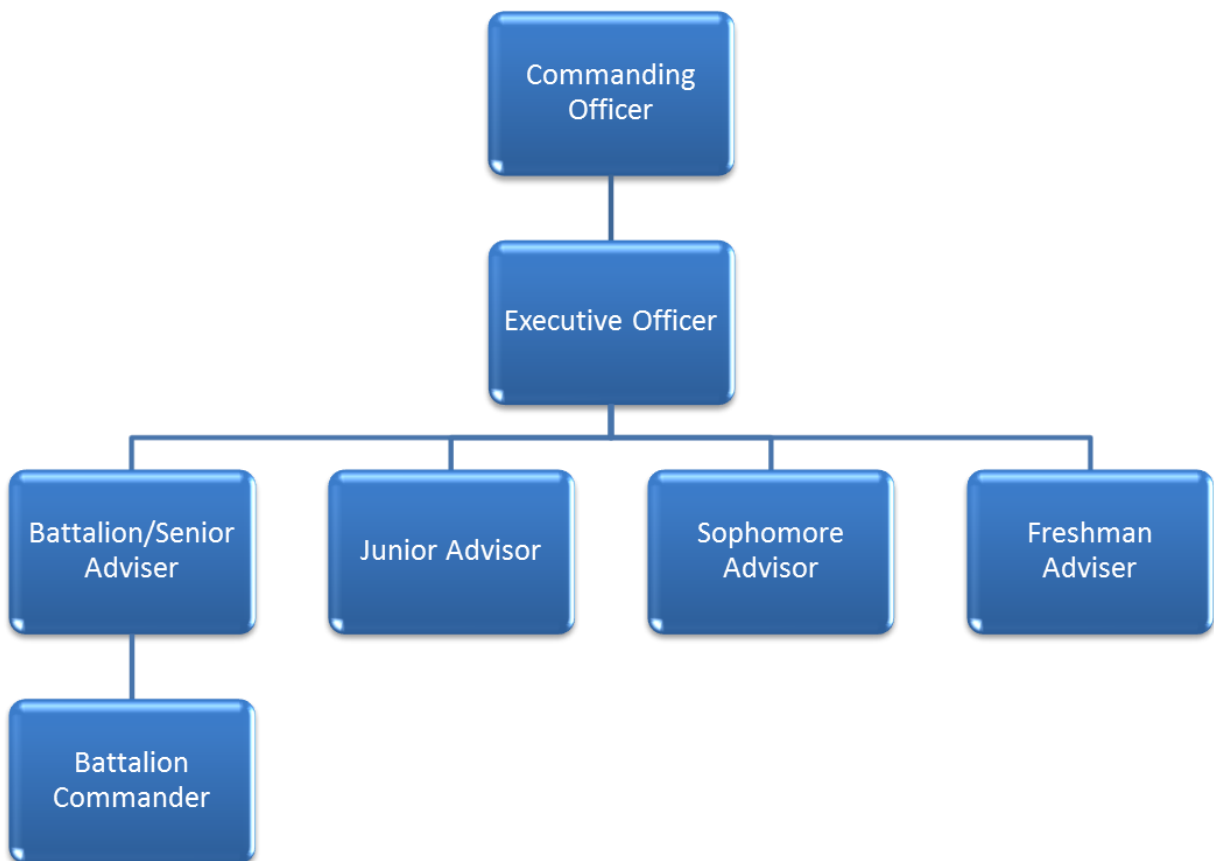 Commanding
Officer
Executive Officer
Battalion/Senior
Adviser
Junior Advisor
Sophomore
Advisor
Freshman
Adviser
Battalion
Commander